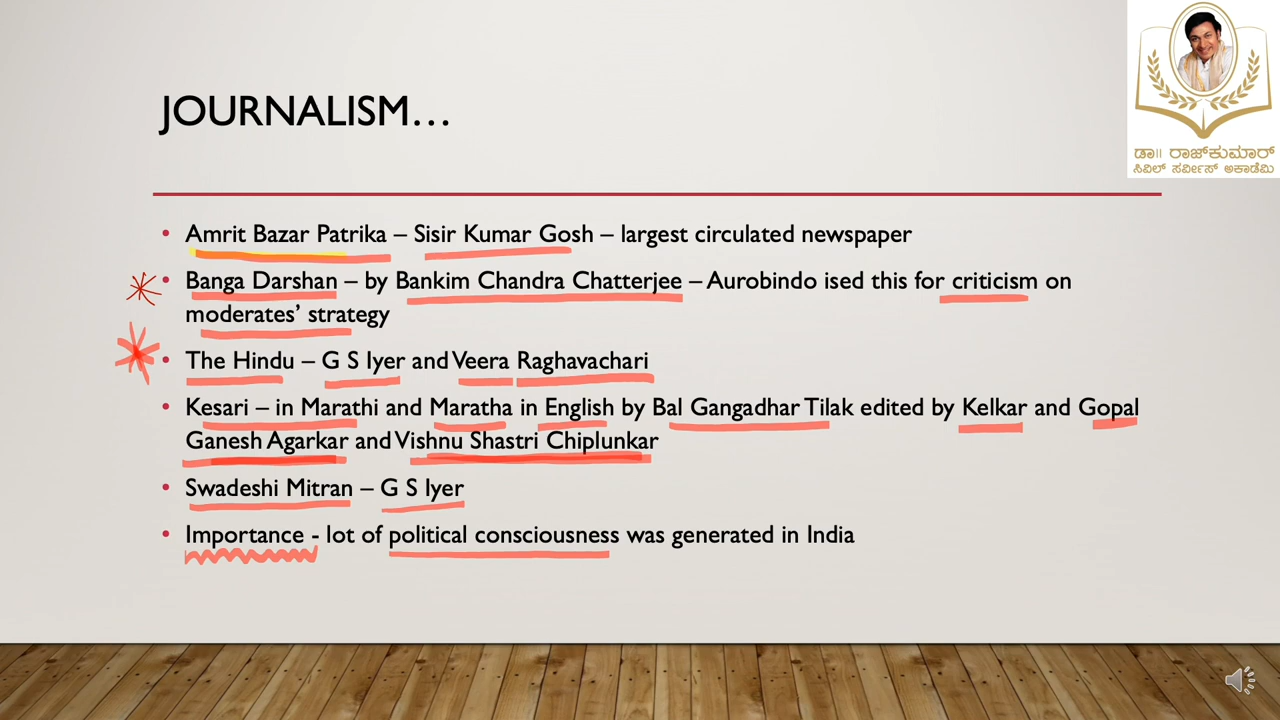 JOURNALISM…
ಡಾ|| ರಾಜ್‌ಕುಮಾರ್
ಸಿವಿಲ್ ಸರ್ವೀಸ್ ಅಕಾಡೆಮಿ
• Amrit Bazar Patrika – Sisir Kumar Gosh – largest circulated newspaper
• Banga Darshan – by Bankim Chandra Chatterjee – Aurobindo ised this for criticism on
moderates’ strategy
• The Hindu – G S Iyer and Veera Raghavachari
• Kesari – in Marathi and Maratha in English by Bal Gangadhar Tilak edited by Kelkar and Gopal
Ganesh Agarkar and Vishnu Shastri Chiplunkar
• Swadeshi Mitran – G S Iyer
• Importance - lot of political consciousness was generated in India